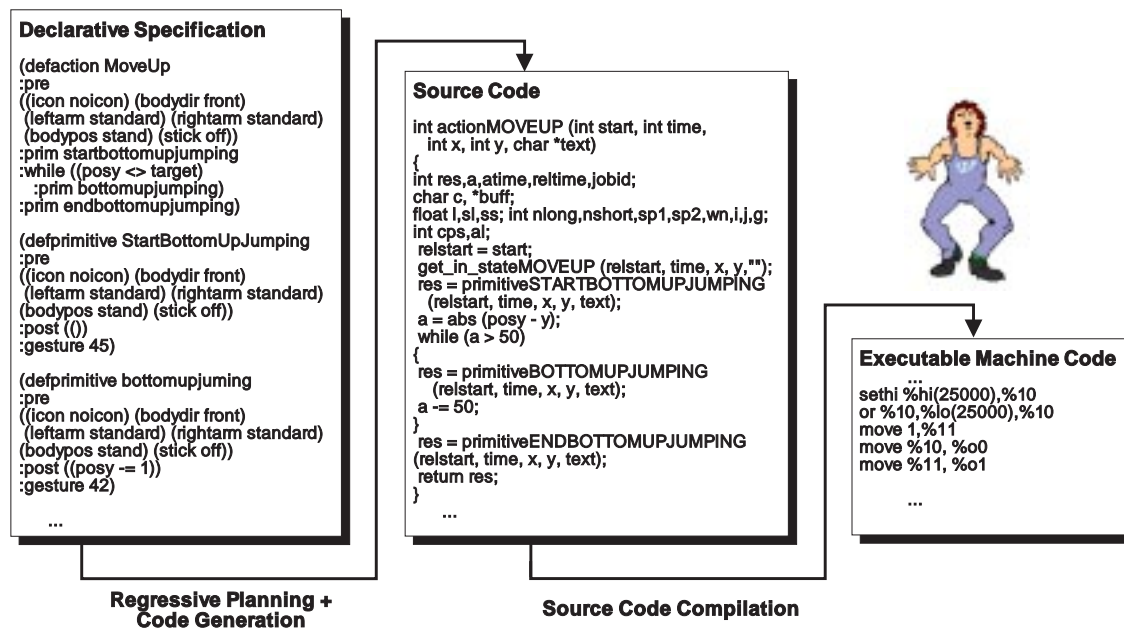 Declarative Specification
(defaction MoveUp
:pre
((icon noicon) (bodydir front)
(leftarm standard) (rightarm standard)
(bodypos stand) (stick off))
:prim startbottomupjumping
:while ((posy <> target)
:prim bottomupjumping)
:prim endbottomupjumping)
(defprimitive StartBottomUpJumping
:pre
((icon noicon) (bodydir front)
(leftarm standard) (rightarm standard)
(bodypos stand) (stick off))
:post (())
:gesture 45)
(defprimitive bottomupjuming
:pre
((icon noicon) (bodydir front)
(leftarm standard) (rightarm standard)
(bodypos stand) (stick off))
:post ((posy -= 1))
:gesture 42)
...
Regressive Planning +
Code Generation
Source Code
int actionMOVEUP (int start, int time,
int x, int y, char *text)
{
int res,a,atime,reltime,jobid;
char c, *buff;
float l,sl,ss; int nlong,nshort,sp1,sp2,wn,i,j,g;
int cps,al;
relstart = start;
get_in_stateMOVEUP (relstart, time, x, y,"");
res = primitiveSTARTBOTTOMUPJUMPING
(relstart, time, x, y, text);
a = abs (posy - y);
while (a > 50)
{
res = primitiveBOTTOMUPJUMPING
(relstart, time, x, y, text);
a -= 50;
}
res = primitiveENDBOTTOMUPJUMPING
(relstart, time, x, y, text);
return res;
}
...
Source Code Compilation
Executable Machine Code
...
sethi %hi(25000),%10
or %10,%lo(25000),%10
move 1,%11
move %10, %o0
move %11, %o1
...